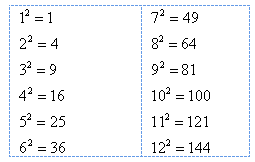 1² = 1
2² = 4
3² = 9
4² = 16
5² = 25
6² = 36
7² = 49
8² = 64
9² = 81
10² = 100
11² = 121
12² = 144